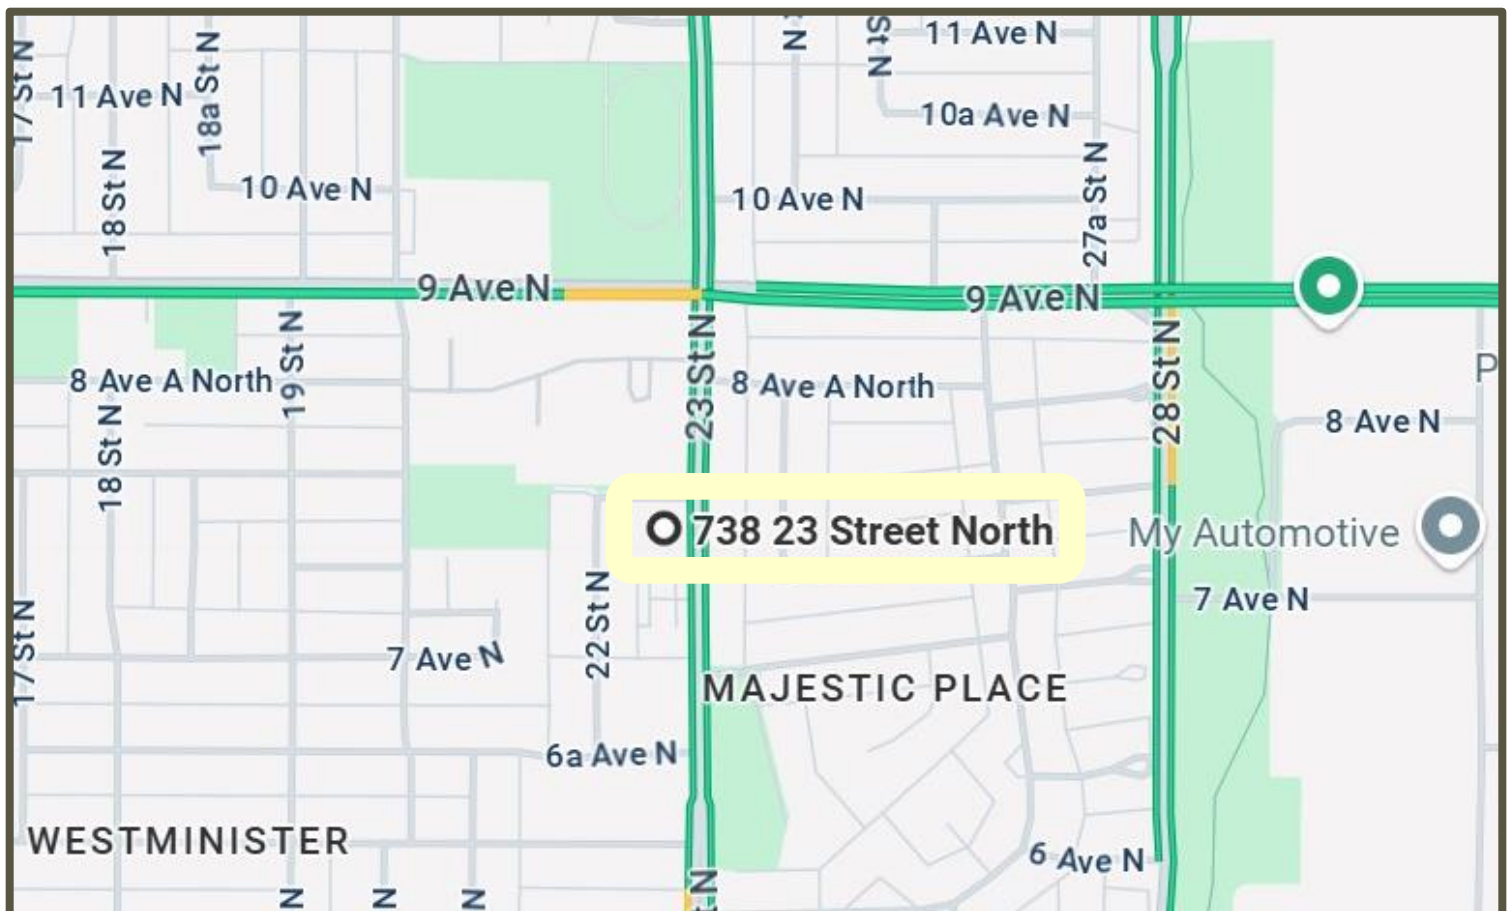 17 St N
11 Ave N
18a St N
18 St N
10 Ave N
N
St N
11 Ave N
10a Ave N
27a St N
10 Ave N
9 Ave N
9 Ave N
8 Ave A North
19 St N
18 St N
23 St N
8 Ave A North
28 St N
8 Ave N
738 23 Street North
My Automotive
7 Ave N
17 St N
7 Ave N
22 St N
MAJESTIC PLACE
6a Ave N
WESTMINISTER
6 Ave N
N
N
N
t N